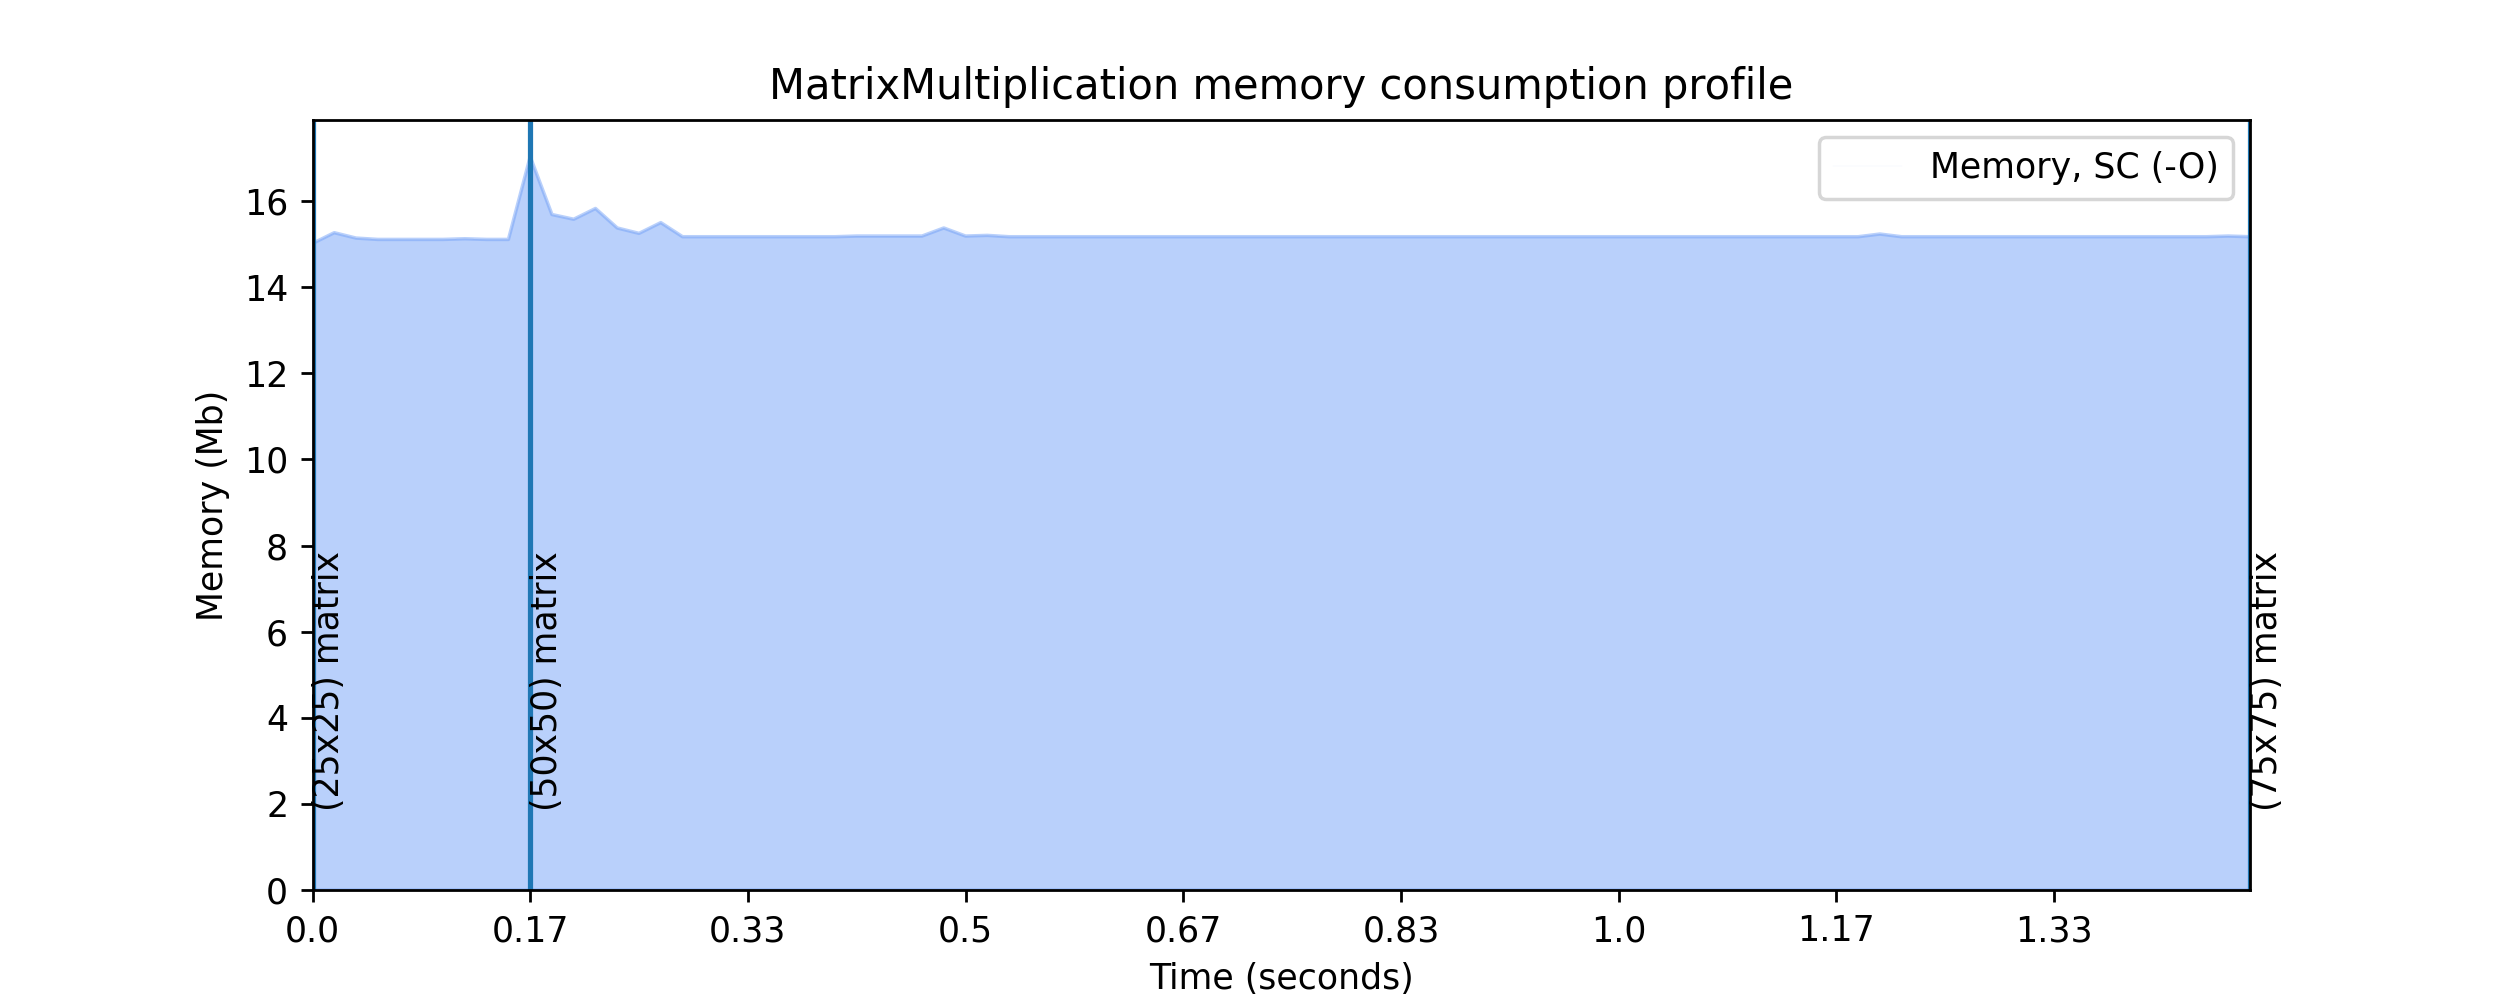 MatrixMultiplication memory consumption profile
Memory, SC (-O)
Memory (Mb)
16
14
12
10
8
6
4
2
0
(25x25) matrix
(50x50) matrix
(75x75) matrix
0.0 0.17 0.33 0.5 0.67 0.83 1.0 1.17 1.33
Time (seconds)